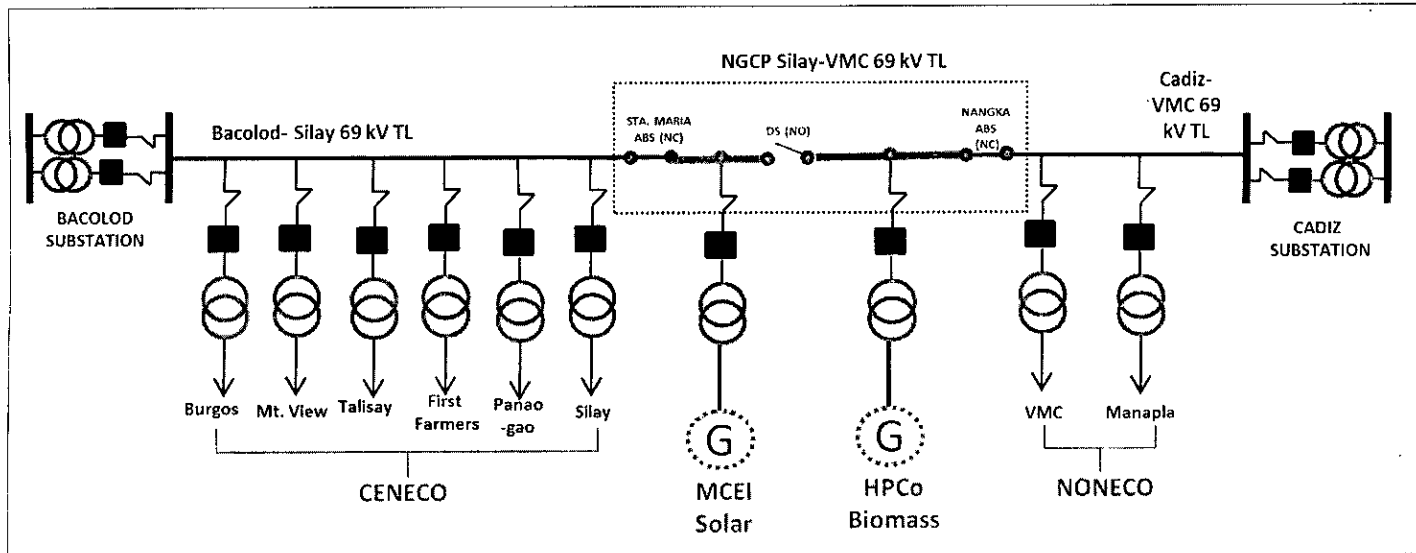 NGCP Silay-VMC 69 kV TL
Cadiz-
VMC 69
kV TL
Bacolod- Silay 69 kV TL
STA. MARIA
ABS (NC)
DS (NO)
NANGKA
ABS
(NC)
BACOLOD
SUBSTATION
CADIZ
SUBSTATION
Burgos
Mt. View
Talisay
First
Farmers
Panao
-gao
Silay
G
G
VMC
Manapla
CENECO
MCEI
Solar
HPCo
Biomass
NONECO